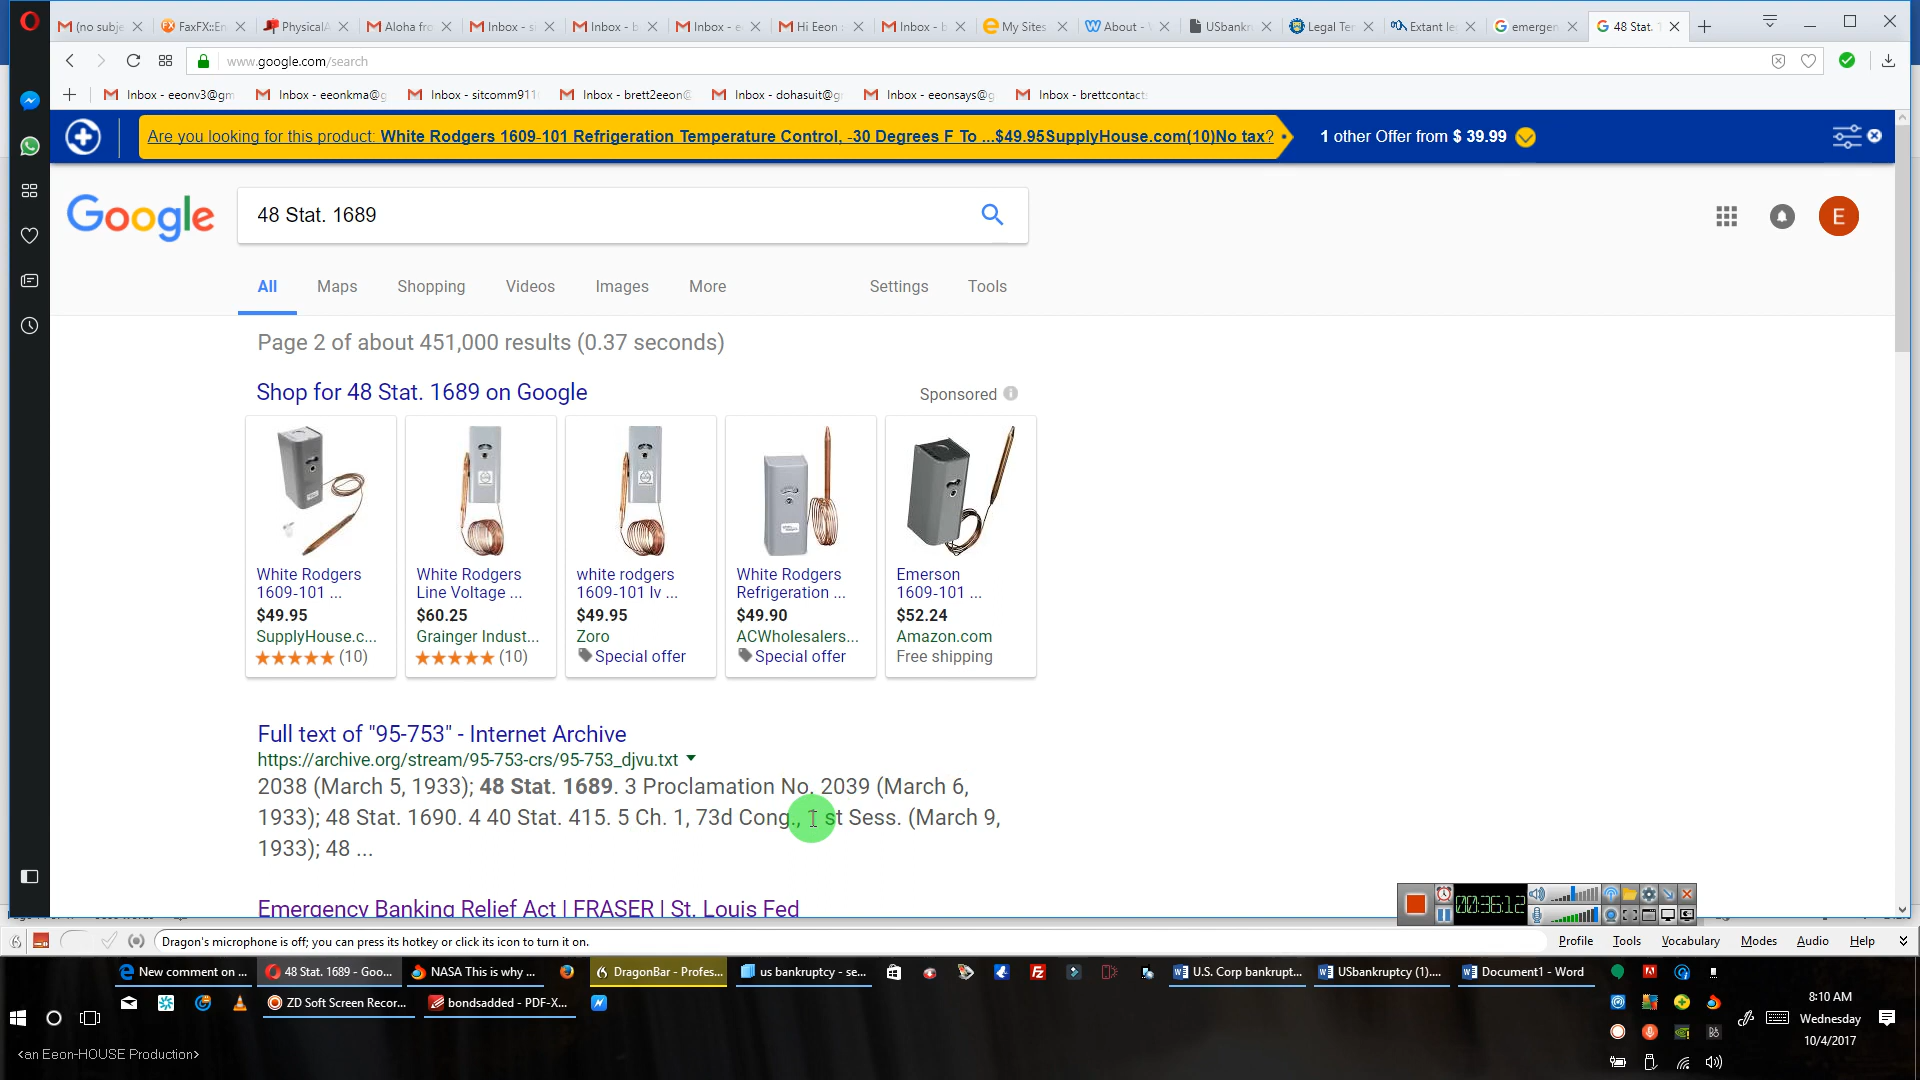 (no subje
FaxFX::En
Physical
Aloha fro
Inbox - si
Inbox - b
Inbox - e
Hi Eeon
Inbox - b
My Sites
About -
USbankr
Legal Ter
Extant le
emergen
48 Stat. 1
www.google.com/search
Inbox - eeonv3@gm
Inbox - eeonkma@g
Inbox - sitcomm911
Inbox - brett2eeon@
Inbox - dohasuit@g
Inbox - eeonsays@g
Inbox - brettcontact
Are you looking for this product: White Rodgers 1609-101 Refrigeration Temperature Control, -30 Degrees F To ...$49.95SupplyHouse.com(10)No tax?
1 other Offer from $ 39.99
Google
48 Stat. 1689
E
All Maps Shopping Videos Images More Settings Tools
Page 2 of about 451,000 results (0.37 seconds)
Shop for 48 Stat. 1689 on Google
Sponsored
White Rodgers
1609-101 ...
$49.95
SupplyHouse.c...
(10)
White Rodgers
Line Voltage ...
$60.25
Grainger Indust...
(10)
white rodgers
1609-101 lv ...
$49.95
Zoro
Special offer
White Rodgers
Refrigeration ...
$49.90
ACWholesalers...
Special offer
Emerson
1609-101 ...
$52.24
Amazon.com
Free shipping
Full text of "95-753" - Internet Archive
https://archive.org/stream/95-753-crs/95-753_djvu.txt
2038 (March 5, 1933); 48 Stat. 1689. 3 Proclamation No. 2039 (March 6,
1933); 48 Stat. 1690. 4 40 Stat. 415. 5 Ch. 1, 73d Cong., 1 st Sess. (March 9,
1933); 48 ...
Emergency Banking Relief Act | FRASER | St. Louis Fed
00:36:12
Dragon's microphone is off; you can press its hotkey or click its icon to turn it on.
Profile Tools Vocabulary Modes Audio Help
New comment on ...
48 Stat. 1689 - Goo...
NASA This is why ...
DragonBar - Profes...
us bankruptcy - se...
U.S. Corp bankrupt...
USbankruptcy (1)....
Document1 - Word
ZD Soft Screen Recor...
bondsadded - PDF-X...
8:10 AM
Wednesday
10/4/2017
<an Eeon-HOUSE Production>